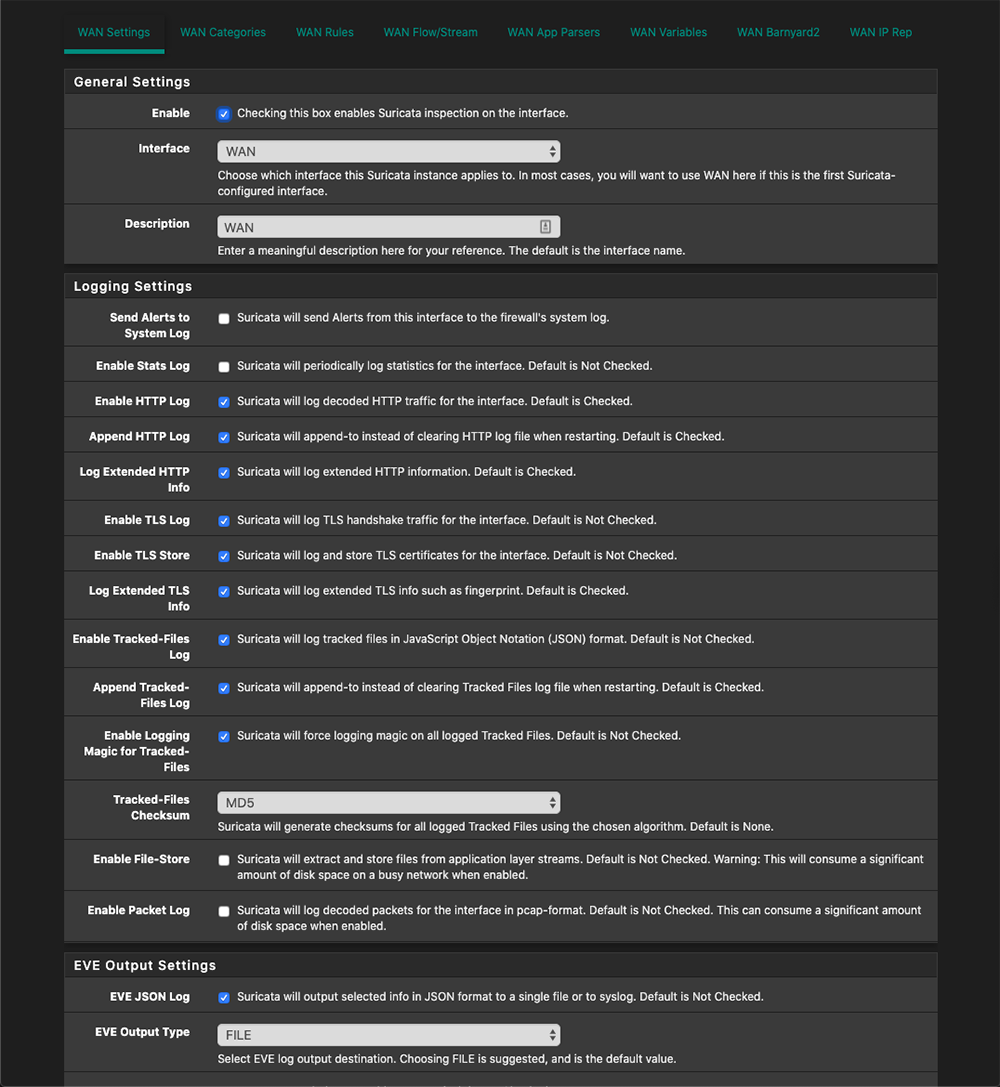 WAN Settings WAN Categories WAN Rules WAN Flow/Stream WAN App Parsers WAN Variables WAN Barnyard2 WAN IP Rep
General Settings
Enable Checking this box enables Suricata inspection on the interface.
Interface WAN
Choose which interface this Suricata instance applies to. In most cases, you will want to use WAN here if this is the first Suricata-
configured interface.
Description WAN
Enter a meaningful description here for your reference. The default is the interface name.
Logging Settings
Send Alerts to Suricata will send Alerts from this interface to the firewall's system log.
System Log
Enable Stats Log Suricata will periodically log statistics for the interface. Default is Not Checked.
Enable HTTP Log Suricata will log decoded HTTP traffic for the interface. Default is Checked.
Append HTTP Log Suricata will append-to instead of clearing HTTP log file when restarting. Default is Checked.
Log Extended HTTP Suricata will log extended HTTP information. Default is Checked.
Info
Enable TLS Log Suricata will log TLS handshake traffic for the interface. Default is Not Checked.
Enable TLS Store Suricata will log and store TLS certificates for the interface. Default is Not Checked.
Log Extended TLS Suricata will log extended TLS info such as fingerprint. Default is Checked.
Info
Enable Tracked-Files Suricata will log tracked files in JavaScript Object Notation (JSON) format. Default is Not Checked.
Log
Append Tracked- Suricata will append-to instead of clearing Tracked Files log file when restarting. Default is Checked.
Files Log
Enable Logging Suricata will force logging magic on all logged Tracked Files. Default is Not Checked.
Magic for Tracked-
Files
Tracked-Files MD5
Checksum
Suricata will generate checksums for all logged Tracked Files using the chosen algorithm. Default is None.
Enable File-Store Suricata will extract and store files from application layer streams. Default is Not Checked. Warning: This will consume a significant
amount of disk space on a busy network when enabled.
Enable Packet Log Suricata will log decoded packets for the interface in pcap-format. Default is Not Checked. This can consume a significant amount
of disk space when enabled.
EVE Output Settings
EVE JSON Log Suricata will output selected info in JSON format to a single file or to syslog. Default is Not Checked.
EVE Output Type FILE
Select EVE log output destination. Choosing FILE is suggested, and is the default value.